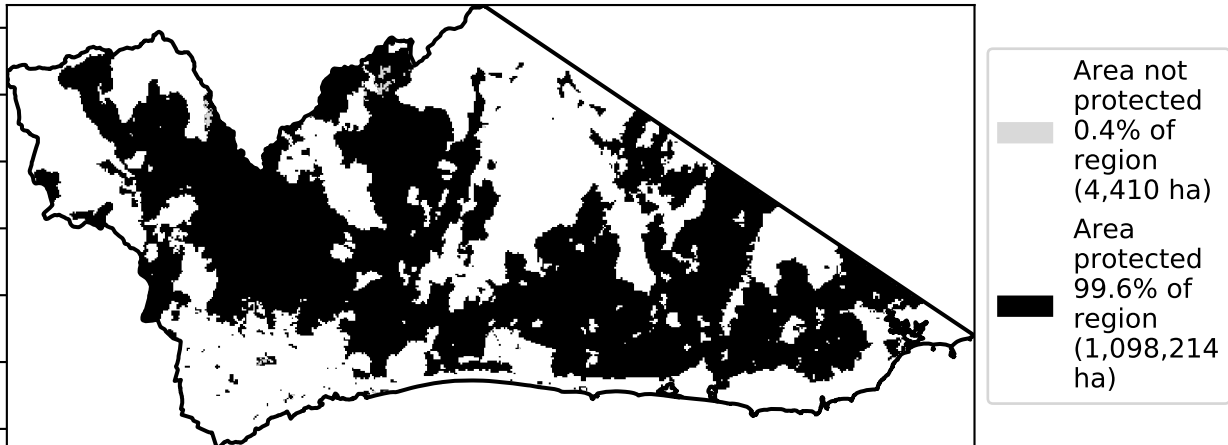 Area not
protected
0.4% of
region
(4,410 ha)
Area
protected
99.6% of
region
(1,098,214
ha)